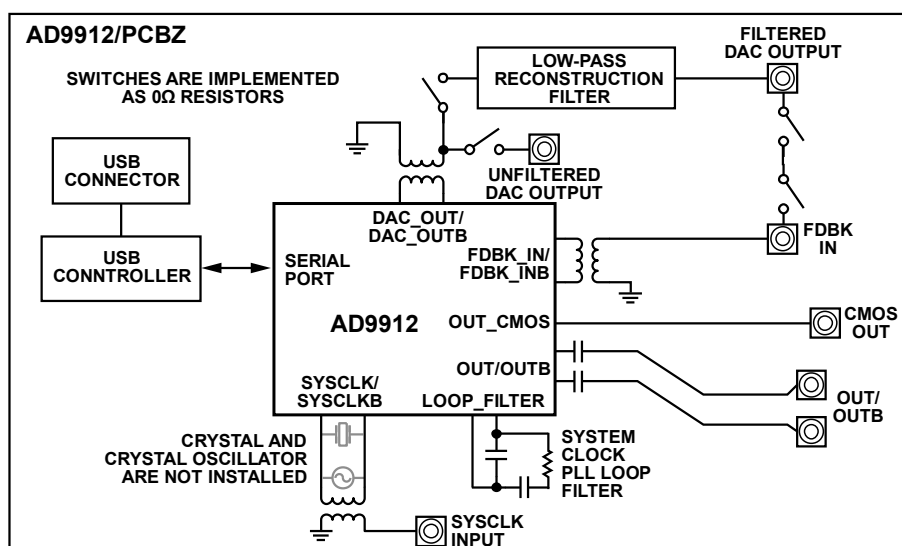 AD9912/PCBZ
SWITCHES ARE IMPLEMENTED
AS 0Ω RESISTORS
LOW-PASS
RECONSTRUCTION
FILTER
FILTERED
DAC OUTPUT
USB
CONNECTOR
UNFILTERED
DAC OUTPUT
USB
CONNTROLLER
DAC_OUT/
DAC_OUTB
SERIAL
PORT
FDBK_IN/
FDBK_INB
FDBK
IN
AD9912
OUT_CMOS
CMOS
OUT
OUT/OUTB
OUT/
OUTB
SYSCLK/
SYSCLKB
LOOP_FILTER
CRYSTAL AND
CRYSTAL OSCILLATOR
ARE NOT INSTALLED
SYSTEM
CLOCK
PLL LOOP
FILTER
SYSCLK
INPUT